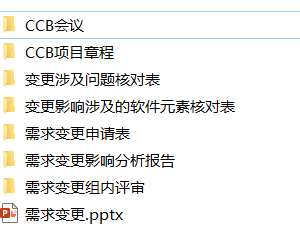 CCB会议
CCB项目章程
变更涉及问题核对表
变更影响涉及的软件元素核对表
需求变更申请表
需求变更影响分析报告
需求变更组内评审
需求变更.pptx